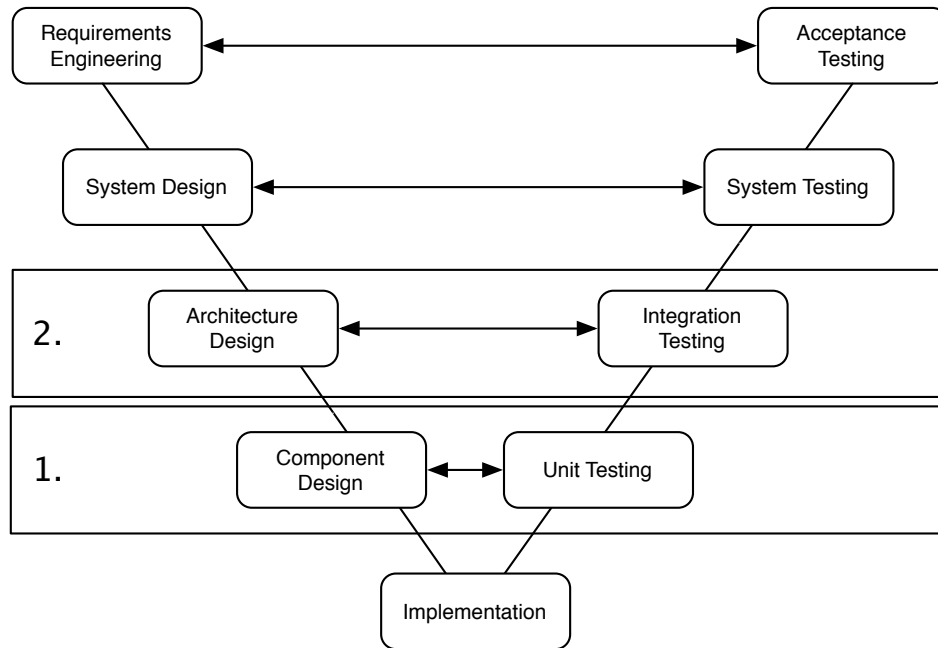 Requirements
Engineering
Acceptance
Testing
System Design
System Testing
2.
Architecture
Design
Integration
Testing
1.
Component
Design
Unit Testing
Implementation